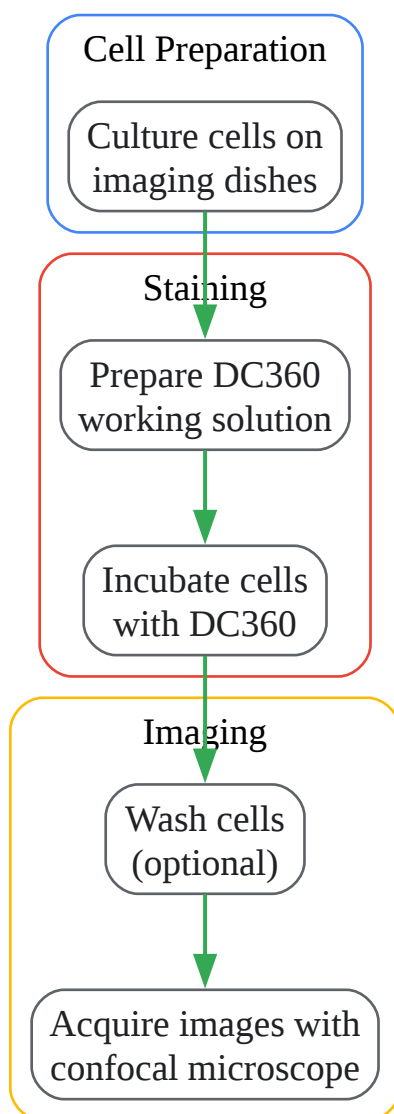 Cell Preparation
Culture cells on
imaging dishes
Staining
Prepare DC360
working solution
Incubate cells
with DC360
Imaging
Wash cells
(optional)
Acquire images with
confocal microscope